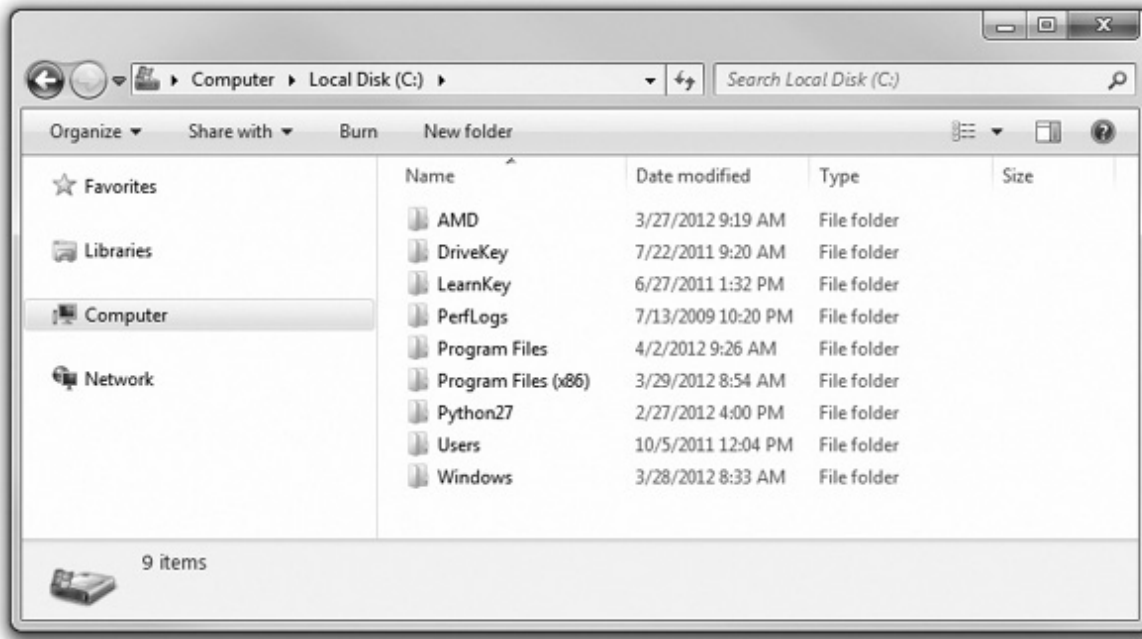 Computer Local Disk (C:) Search Local Disk (C:)
Organize Share with Burn New folder
Favorites
Libraries
Computer
Network
Name Date modified Type Size
AMD 3/27/2012 9:19 AM File folder
DriveKey 7/22/2011 9:20 AM File folder
LearnKey 6/27/2011 1:32 PM File folder
PerfLogs 7/13/2009 10:20 PM File folder
Program Files 4/2/2012 9:26 AM File folder
Program Files (x86) 3/29/2012 8:54 AM File folder
Python27 2/27/2012 4:00 PM File folder
Users 10/5/2011 12:04 PM File folder
Windows 3/28/2012 8:33 AM File folder
9 items